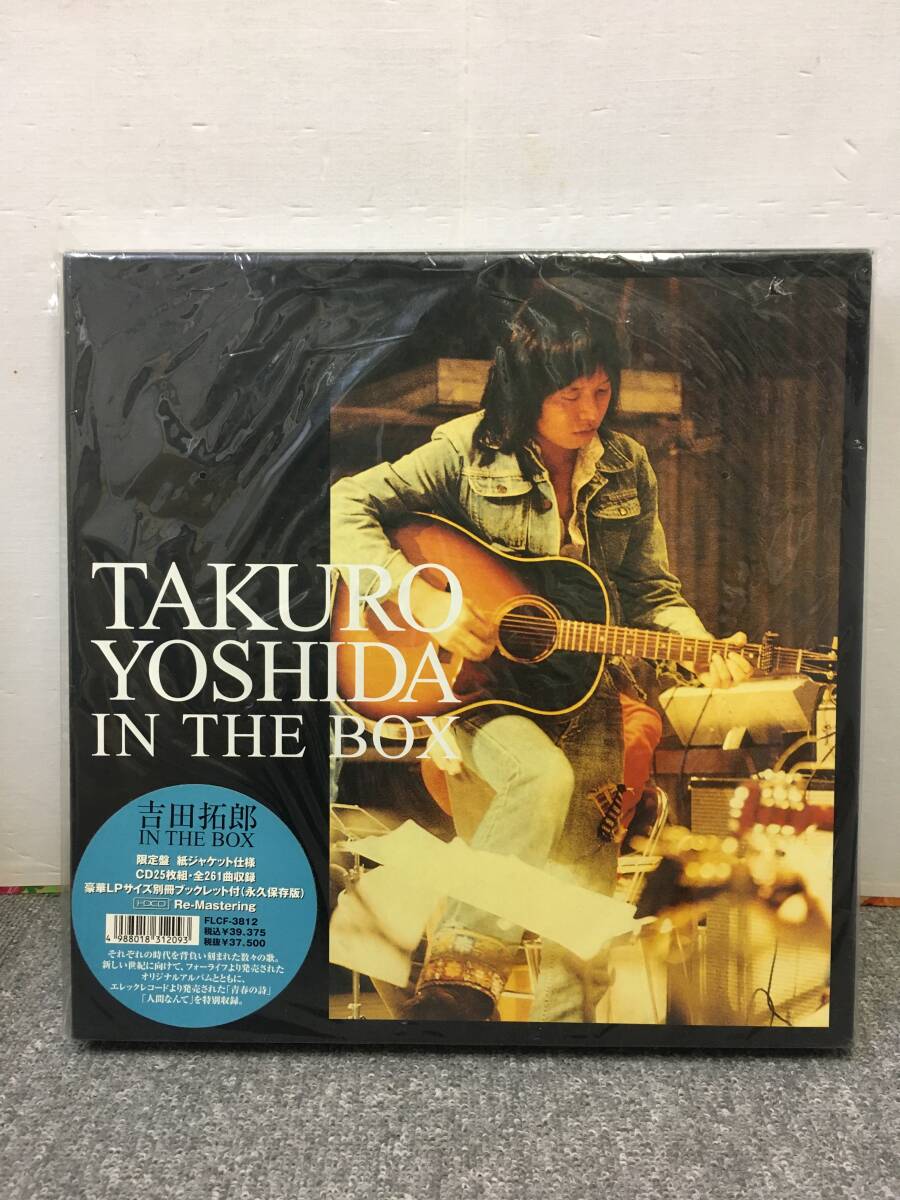 TAKURO
YOSHIDA
IN THE BOX
吉田拓郎
IN THE BOX
限定盤 紙ジャケット仕様
CD25枚組・全261曲収録
豪華LPサイズ別冊ブックレット付(永久保存版)
HDCD Re-Mastering
FLCF-3812
税込¥39.375
税抜¥37.500
4 988018 312093
それぞれの時代を背負い刻まれた数々の歌。
新しい世紀に向けて、フォーライフより発売された
オリジナルアルバムとともに、
エレックレコードより発売された「青春の詩」
「人間なんて」を特別収録。